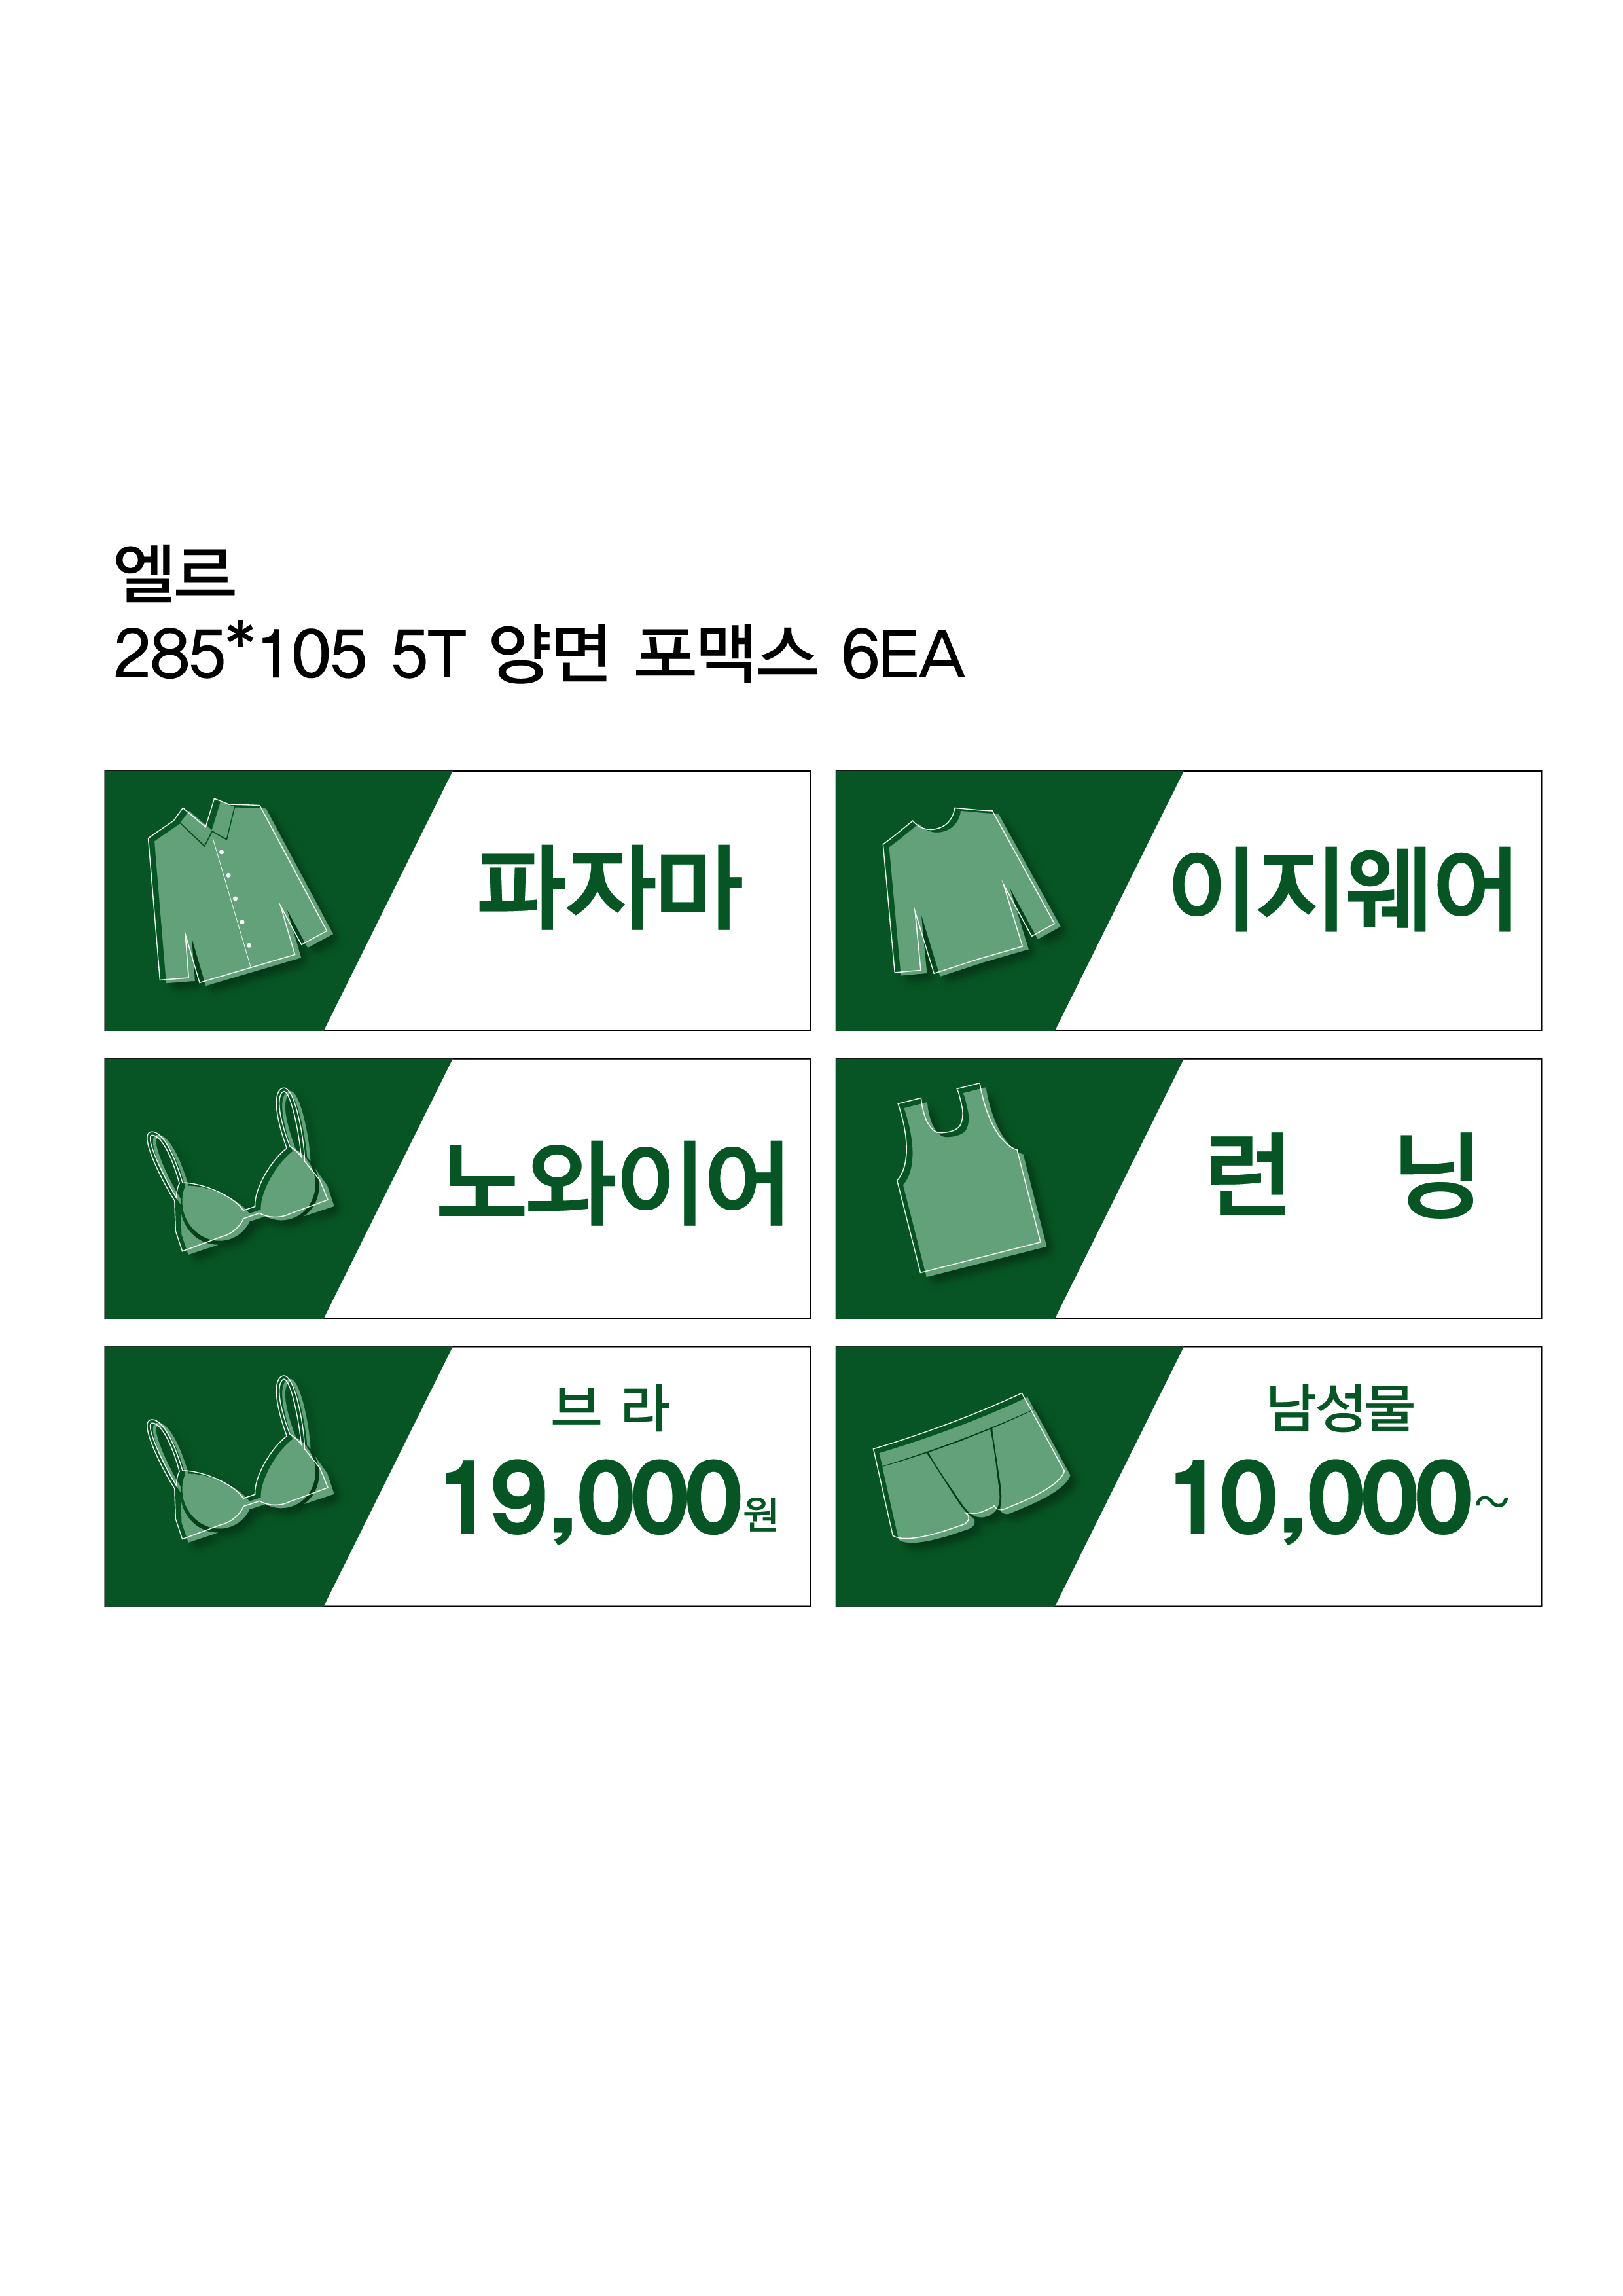 엘르
285*105 5T 양면 포맥스 6EA
파자마
이지웨어
노와이어
런 닝
브 라
19,000원
남성물
10,000~